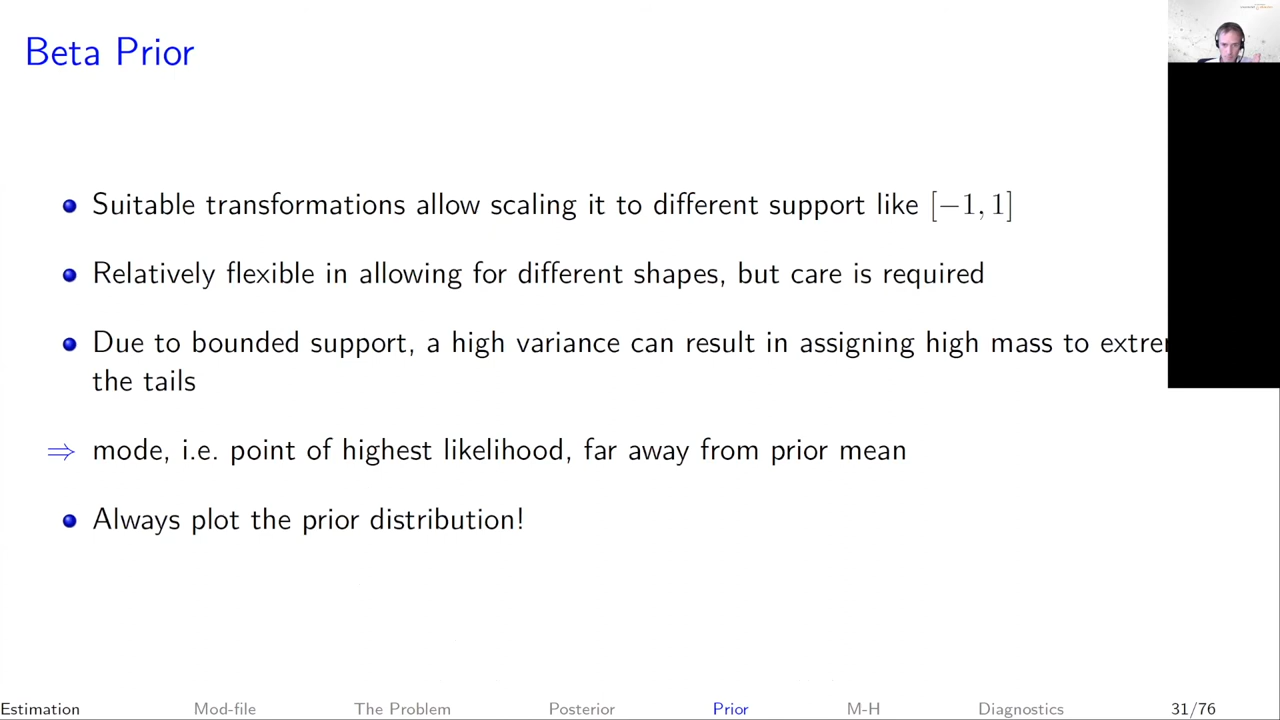 Beta Prior
Suitable transformations allow scaling it to different support like [−1, 1]
Relatively flexible in allowing for different shapes, but care is required
Due to bounded support, a high variance can result in assigning high mass to
the tails
⇒ mode, i.e. point of highest likelihood, far away from prior mean
Always plot the prior distribution!
Estimation Mod-file The Problem Posterior Prior M-H Diagnostics 31/76